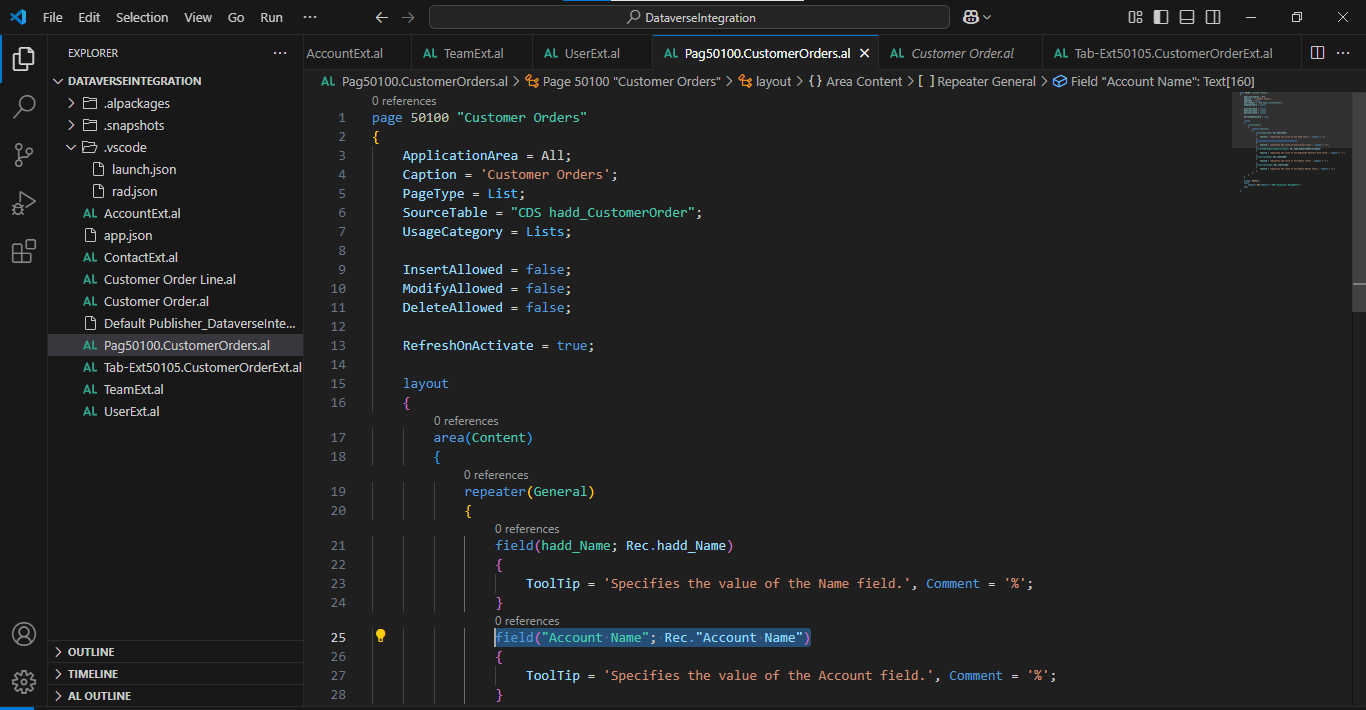 File Edit Selection View Go Run ··· DataverseIntegration
EXPLORER ···
DATAVERSEINTEGRATION
.alpackages
.snapshots
.vscode
launch.json
rad.json
AL AccountExt.al
app.json
AL ContactExt.al
AL Customer Order Line.al
AL Customer Order.al
Default Publisher_DataverseInte...
AL Pag50100.CustomerOrders.al
AL Tab-Ext50105.CustomerOrderExt.al
AL TeamExt.al
AL UserExt.al
OUTLINE
TIMELINE
AL OUTLINE
AccountExt.al AL TeamExt.al AL UserExt.al AL Pag50100.CustomerOrders.al AL Customer Order.al AL Tab-Ext50105.CustomerOrderExt.al ···
AL Pag50100.CustomerOrders.al > Page 50100 "Customer Orders" > layout > {} Area Content > [ ] Repeater General > Field "Account Name": Text[160]
0 references
1 page 50100 "Customer Orders"
2 {
3 ApplicationArea = All;
4 Caption = 'Customer Orders';
5 PageType = List;
6 SourceTable = "CDS hadd_CustomerOrder";
7 UsageCategory = Lists;
8
9 InsertAllowed = false;
10 ModifyAllowed = false;
11 DeleteAllowed = false;
12
13 RefreshOnActivate = true;
14
15 layout
16 {
0 references
17 area(Content)
18 {
0 references
19 repeater(General)
20 {
0 references
21 field(hadd_Name; Rec.hadd_Name)
22 {
23 ToolTip = 'Specifies the value of the Name field.', Comment = '%';
24 }
0 references
25 field("Account Name"; Rec."Account Name")
26 {
27 ToolTip = 'Specifies the value of the Account field.', Comment = '%';
28 }